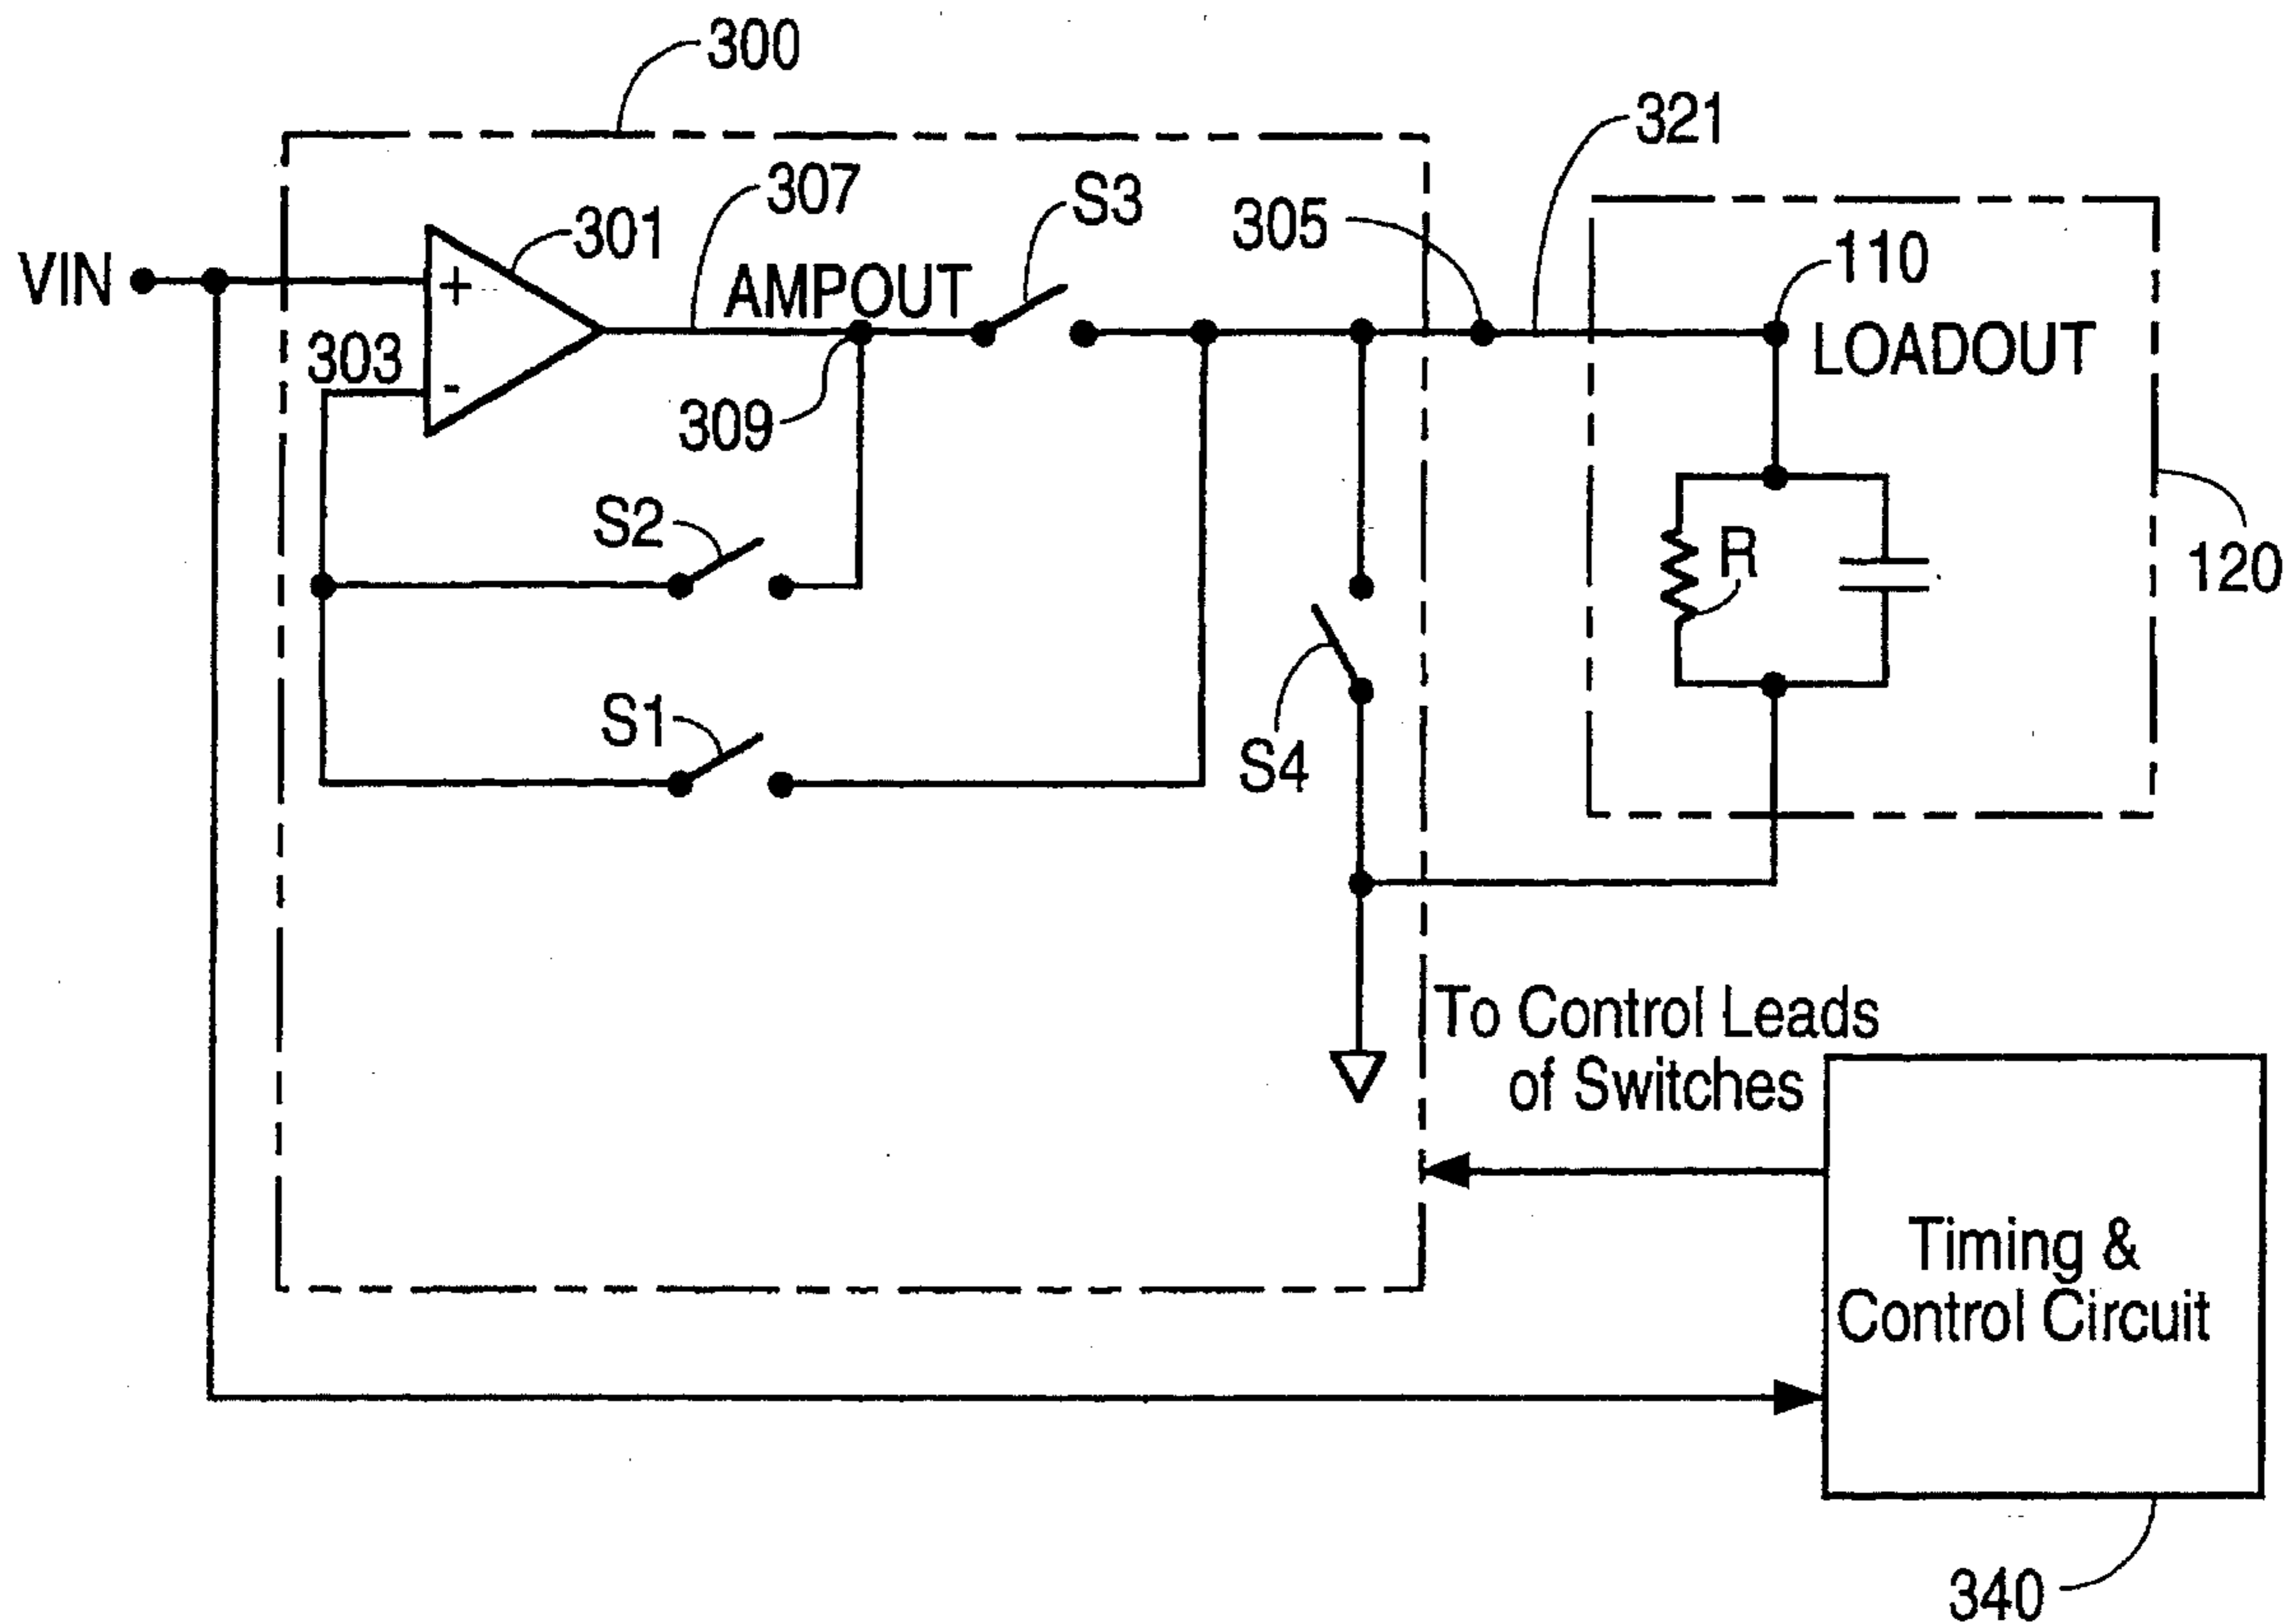 300
321
307
S3
305
301
VIN
+
AMPOUT
110
LOADOUT
303
-
309
S2
R
120
S1
S4
To Control Leads
of Switches
Timing &
Control Circuit
340